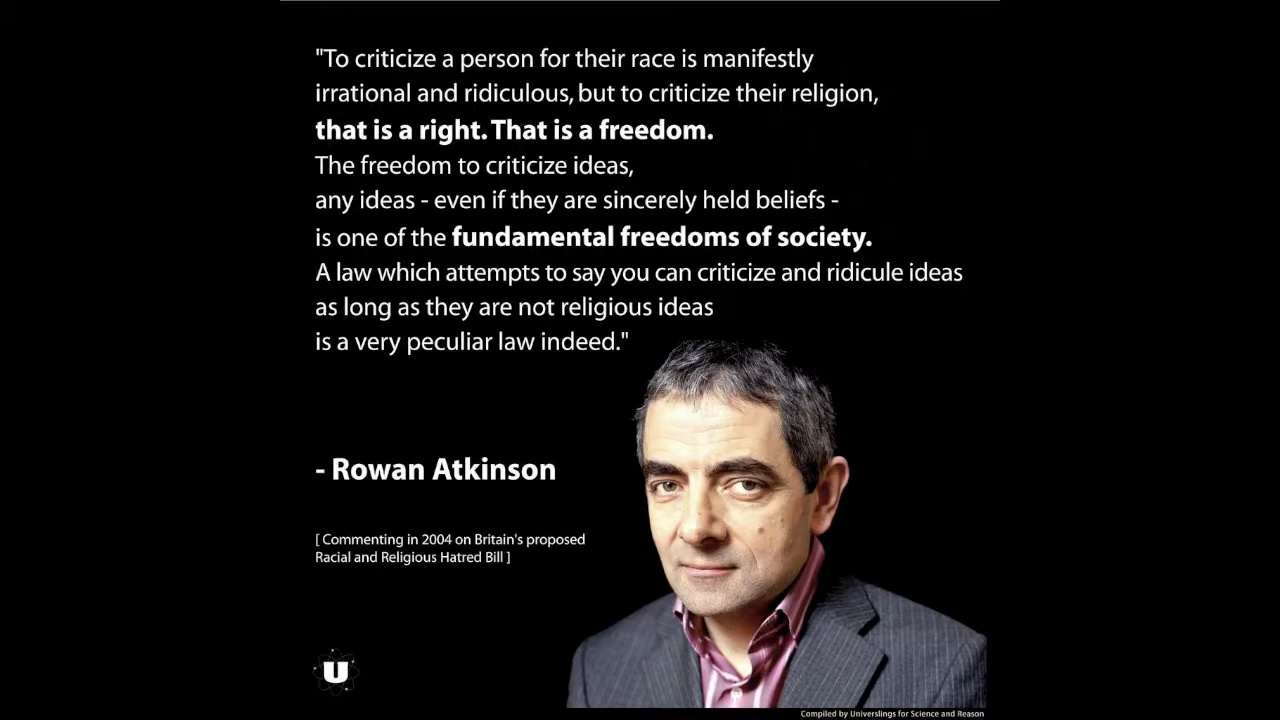 "To criticize a person for their race is manifestly
irrational and ridiculous, but to criticize their religion,
that is a right. That is a freedom.
The freedom to criticize ideas,
any ideas - even if they are sincerely held beliefs -
is one of the fundamental freedoms of society.
A law which attempts to say you can criticize and ridicule ideas
as long as they are not religious ideas
is a very peculiar law indeed."
- Rowan Atkinson
[ Commenting in 2004 on Britain's proposed
Racial and Religious Hatred Bill ]
U
Compiled by Universlings for Science and Reason